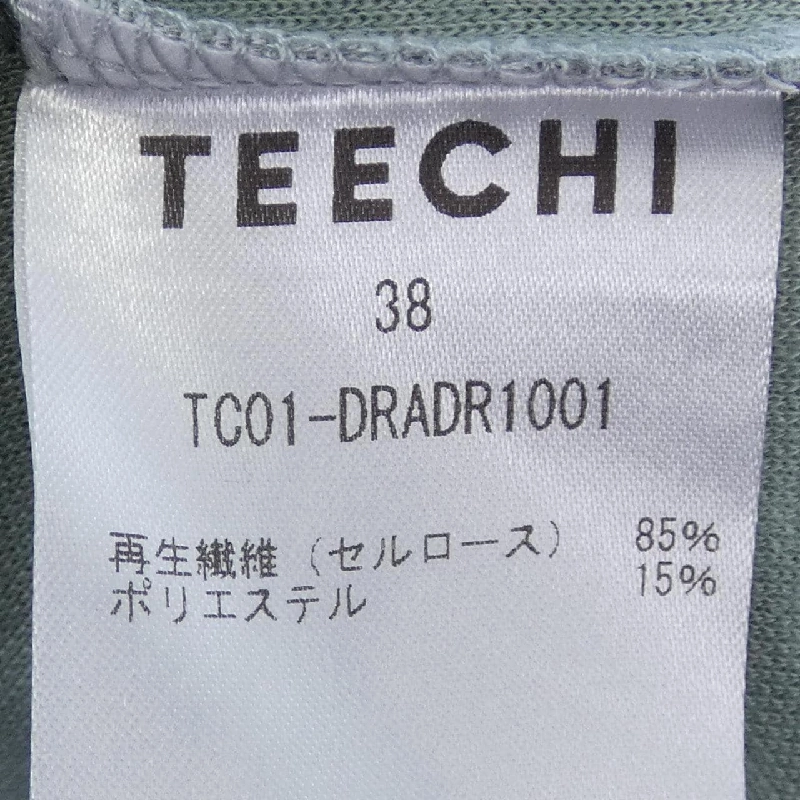 TEECHI
38
TC01-DRADR1001
再生繊維（セルロース） 85%
ポリエステル 15%